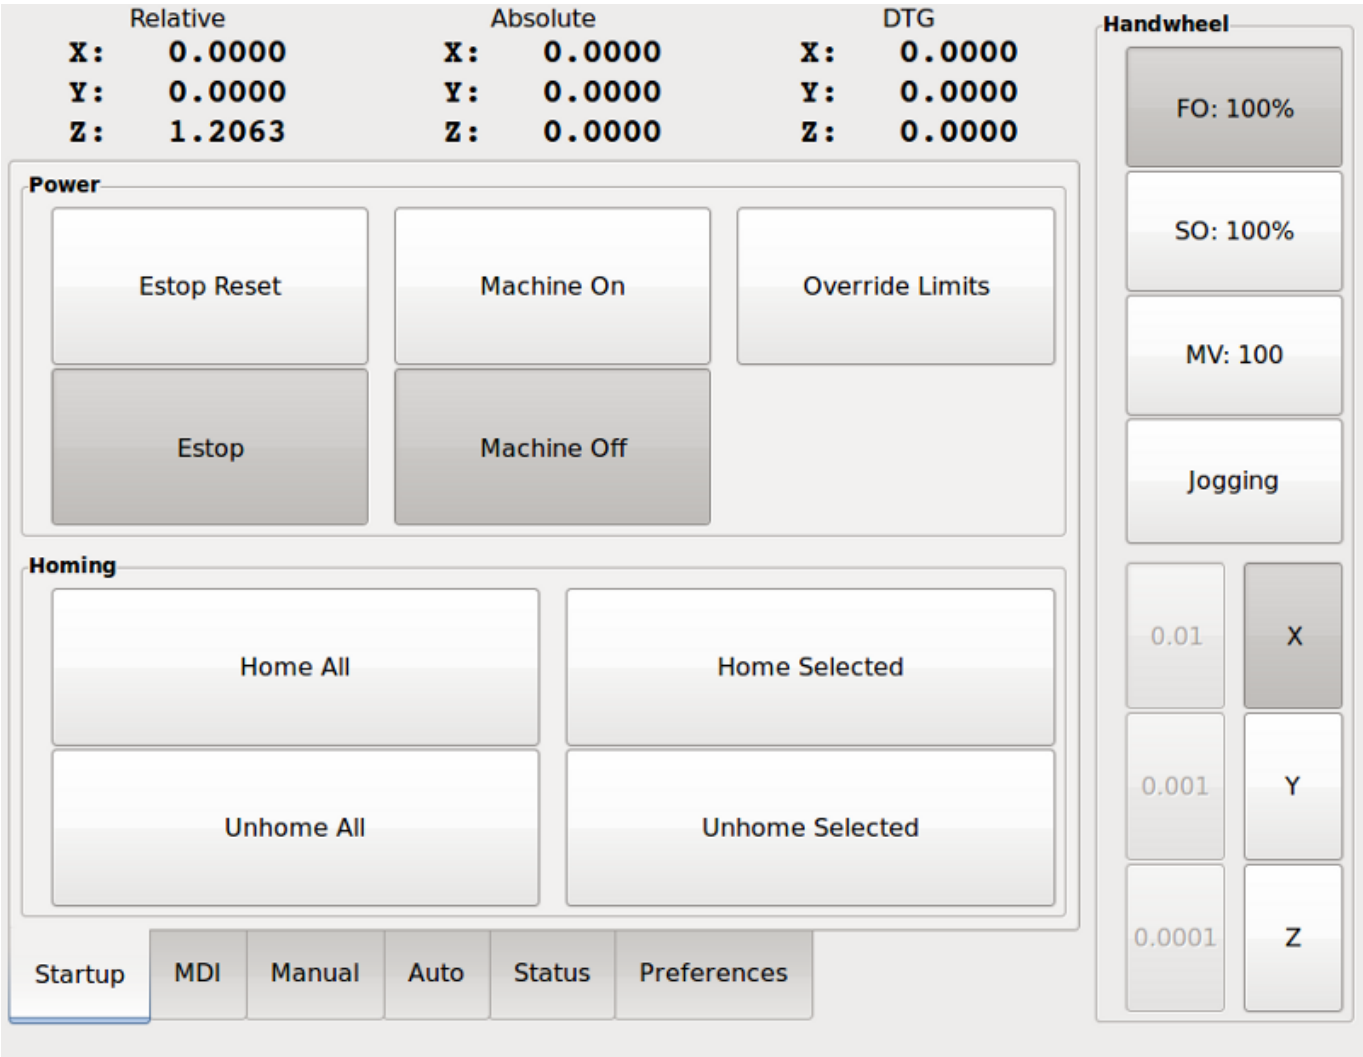 Relative Absolute DTG
X: 0.0000 X: 0.0000 X: 0.0000
Y: 0.0000 Y: 0.0000 Y: 0.0000
Z: 1.2063 Z: 0.0000 Z: 0.0000
Power
Estop Reset Machine On Override Limits
Estop Machine Off
Homing
Home All Home Selected
Unhome All Unhome Selected
Startup MDI Manual Auto Status Preferences
Handwheel
FO: 100%
SO: 100%
MV: 100
Jogging
0.01 X
0.001 Y
0.0001 Z